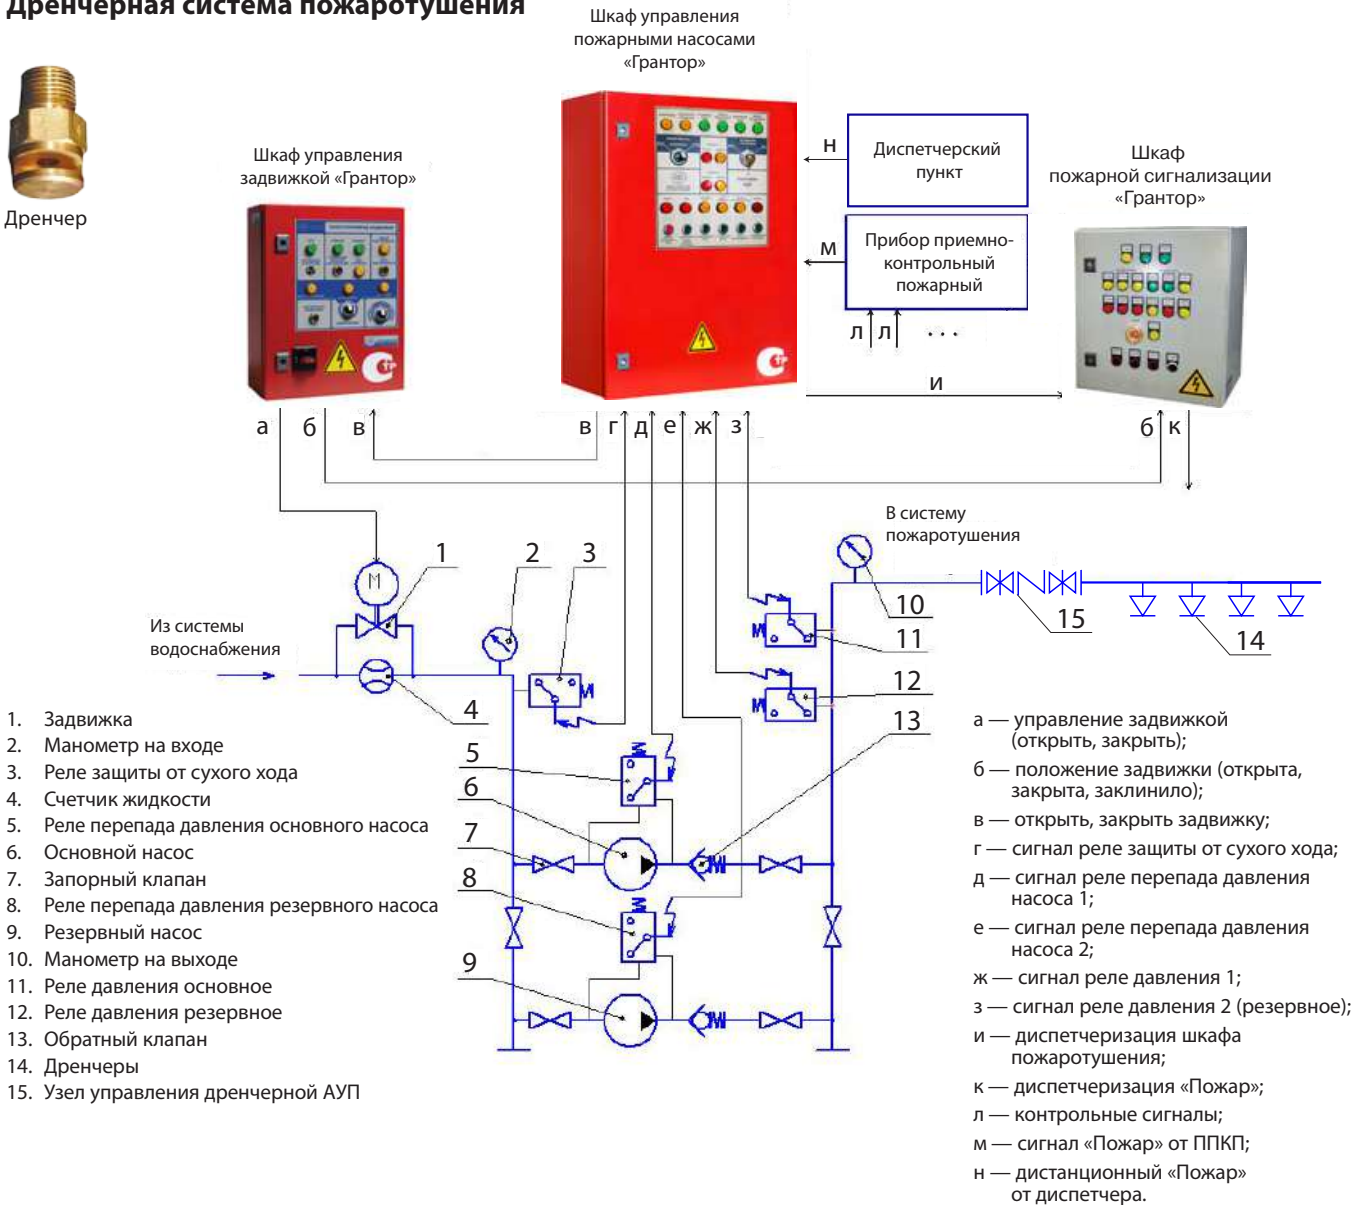 Дренчерная система пожаротушения
Шкаф управления
пожарными насосами
«Грантор»
Дренчер
Шкаф управления
задвижкой «Грантор»
Диспетчерский
пункт
н
Прибор приемно-
контрольный
пожарный
м
л л . . .
Шкаф
пожарной сигнализации
«Грантор»
и
а б в
в г д е ж з
б к
М
1 2 3
Из системы
водоснабжения
4
5
6
7
8
9
В систему
пожаротушения
10
11
12
13
14
15
1. Задвижка
2. Манометр на входе
3. Реле защиты от сухого хода
4. Счетчик жидкости
5. Реле перепада давления основного насоса
6. Основной насос
7. Запорный клапан
8. Реле перепада давления резервного насоса
9. Резервный насос
10. Манометр на выходе
11. Реле давления основное
12. Реле давления резервное
13. Обратный клапан
14. Дренчеры
15. Узел управления дренчерной АУП
а — управление задвижкой
(открыть, закрыть);
б — положение задвижки (открыта,
закрыта, заклинило);
в — открыть, закрыть задвижку;
г — сигнал реле защиты от сухого хода;
д — сигнал реле перепада давления
насоса 1;
е — сигнал реле перепада давления
насоса 2;
ж — сигнал реле давления 1;
з — сигнал реле давления 2 (резервное);
и — диспетчеризация шкафа
пожаротушения;
к — диспетчеризация «Пожар»;
л — контрольные сигналы;
м — сигнал «Пожар» от ППКП;
н — дистанционный «Пожар»
от диспетчера.